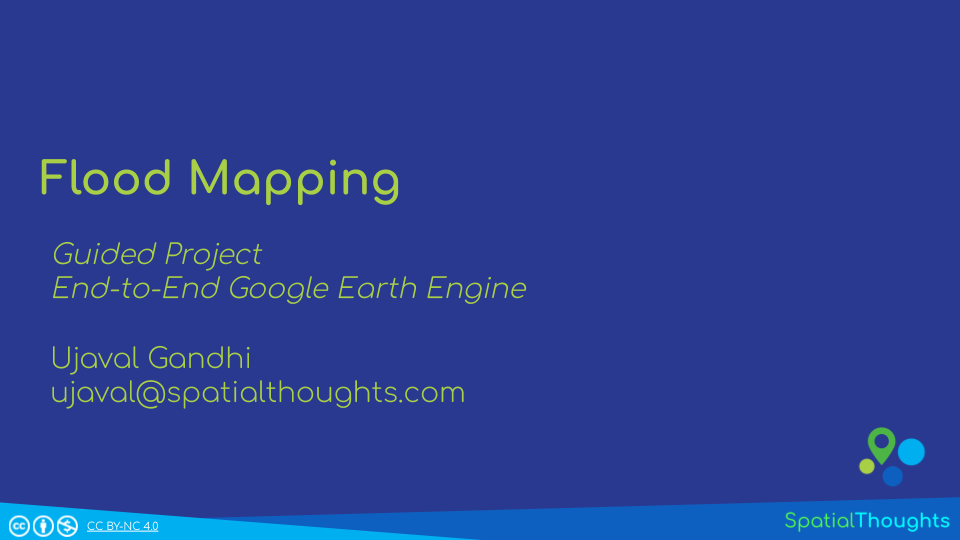 Flood Mapping
Guided Project
End-to-End Google Earth Engine
Ujaval Gandhi
ujaval@spatialthoughts.com
cc
CC BY-NC 4.0
SpatialThoughts